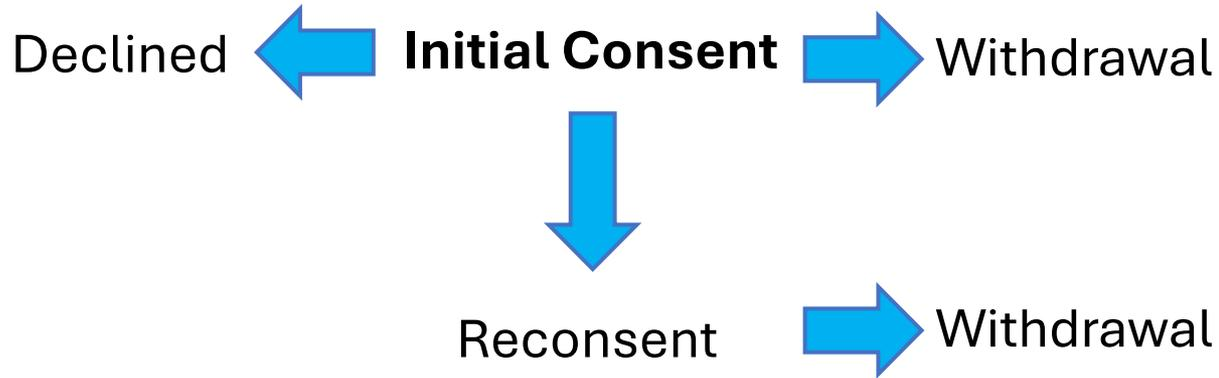 Declined
Initial Consent
Withdrawal
Reconsent
Withdrawal